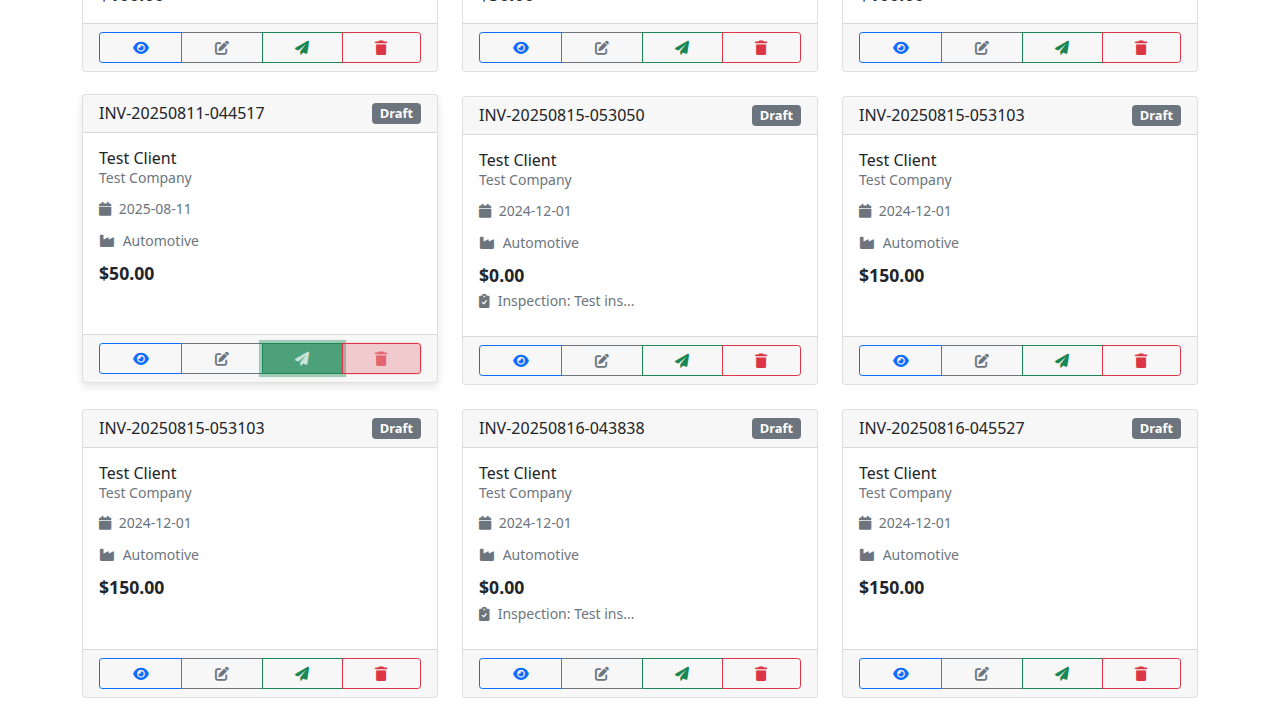 INV-20250811-044517 Draft
Test Client
Test Company
2025-08-11
Automotive
$50.00
INV-20250815-053050 Draft
Test Client
Test Company
2024-12-01
Automotive
$0.00
Inspection: Test ins...
INV-20250815-053103 Draft
Test Client
Test Company
2024-12-01
Automotive
$150.00
INV-20250815-053103 Draft
Test Client
Test Company
2024-12-01
Automotive
$150.00
INV-20250816-043838 Draft
Test Client
Test Company
2024-12-01
Automotive
$0.00
Inspection: Test ins...
INV-20250816-045527 Draft
Test Client
Test Company
2024-12-01
Automotive
$150.00